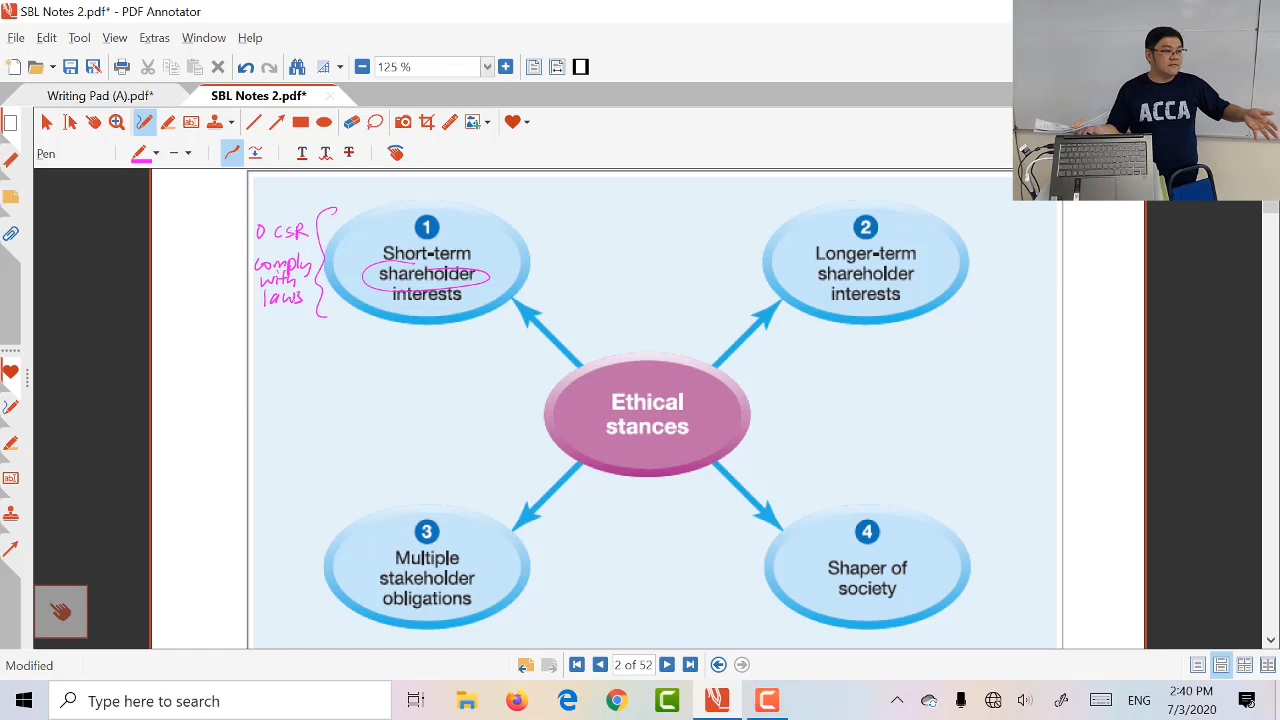 SBL Notes 2.pdf* - PDF Annotator
File Edit Tool View Extras Window Help
125 %
Writing Pad (A).pdf*
SBL Notes 2.pdf*
Pen
ACCA
0 CSR
comply
with
laws
1
Short-term
shareholder
interests
2
Longer-term
shareholder
interests
Ethical
stances
3
Multiple
stakeholder
obligations
4
Shaper of
society
Modified
2 of 52
Type here to search
ENG
2:40 PM
7/3/2020